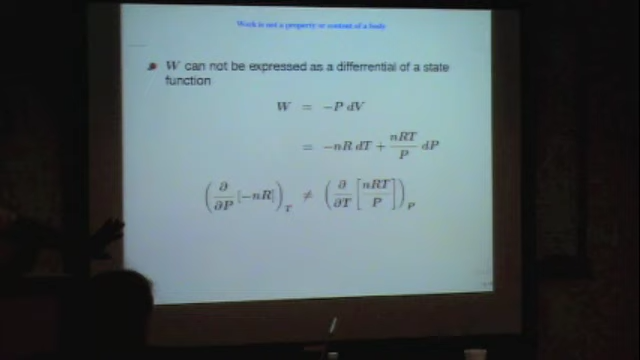 Work is not a property or content of a body
W can not be expressed as a differrential of a state
function
W = −P dV
= −nR dT + nRT/P dP
(∂/∂P [−nR])_T ≠ (∂/∂T [nRT/P])_P